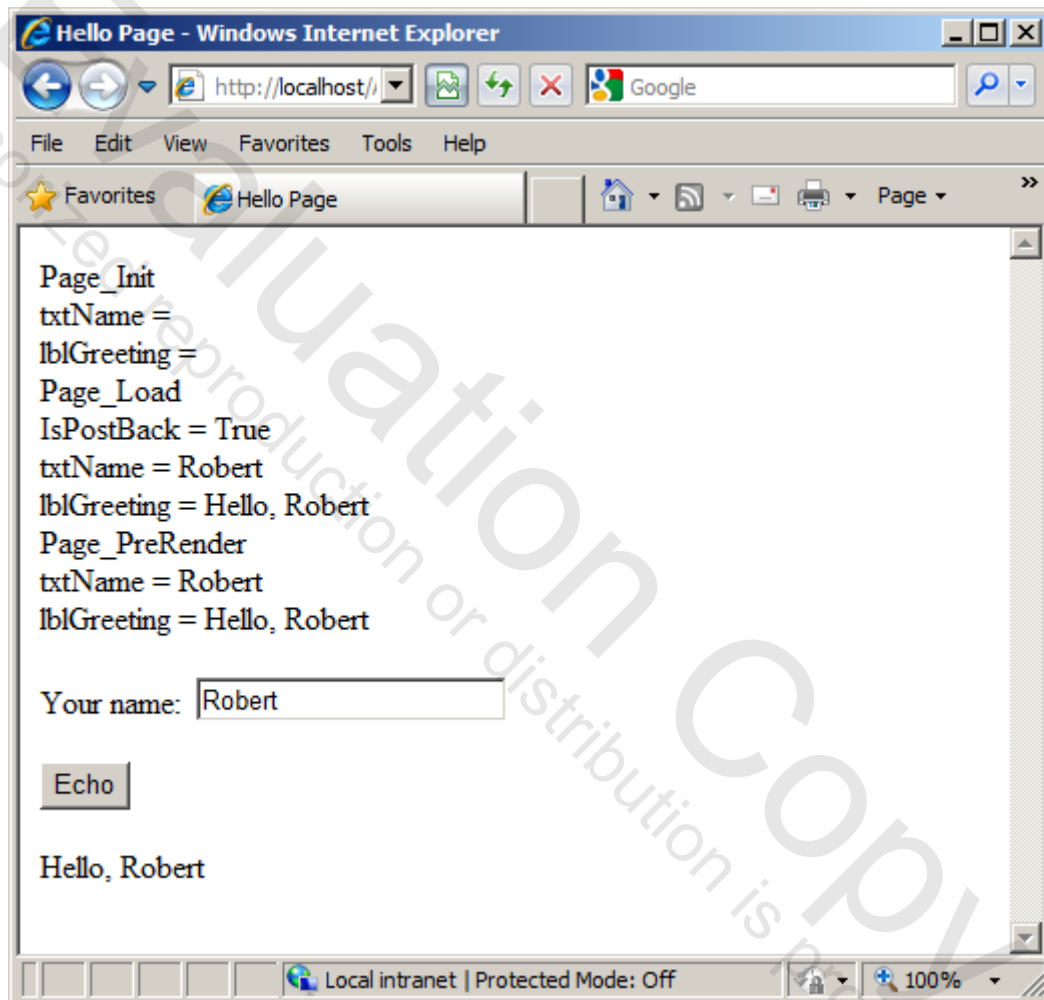 Hello Page - Windows Internet Explorer
http://localhost/
Google
File Edit View Favorites Tools Help
Favorites Hello Page Page
Page_Init
txtName =
lblGreeting =
Page_Load
IsPostBack = True
txtName = Robert
lblGreeting = Hello, Robert
Page_PreRender
txtName = Robert
lblGreeting = Hello, Robert
Your name: Robert
Echo
Hello, Robert
Local intranet | Protected Mode: Off 100%
Evaluation Copy
reproduction or distribution is